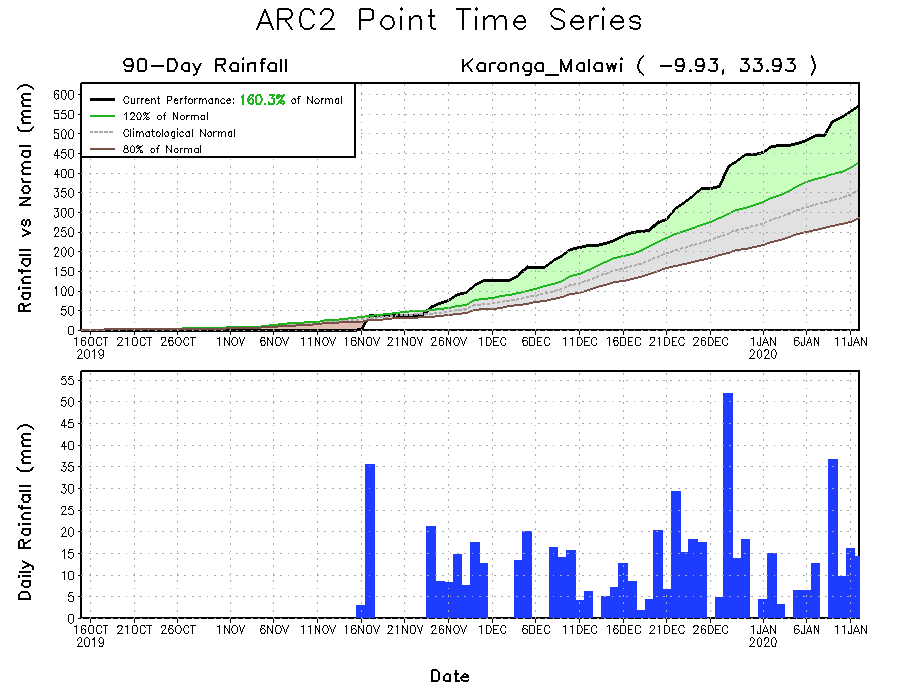 ARC2 Point Time Series
90-Day Rainfall
Karonga_Malawi ( -9.93, 33.93 )
Rainfall vs Normal (mm)
600
550
500
450
400
350
300
250
200
150
100
50
0
Current Performance: 160.3% of Normal
120% of Normal
Climatological Normal
80% of Normal
16OCT 21OCT 26OCT 1NOV 6NOV 11NOV 16NOV 21NOV 26NOV 1DEC 6DEC 11DEC 16DEC 21DEC 26DEC 1JAN 6JAN 11JAN
2019 2020
Daily Rainfall (mm)
55
50
45
40
35
30
25
20
15
10
5
0
16OCT 21OCT 26OCT 1NOV 6NOV 11NOV 16NOV 21NOV 26NOV 1DEC 6DEC 11DEC 16DEC 21DEC 26DEC 1JAN 6JAN 11JAN
2019 2020
Date